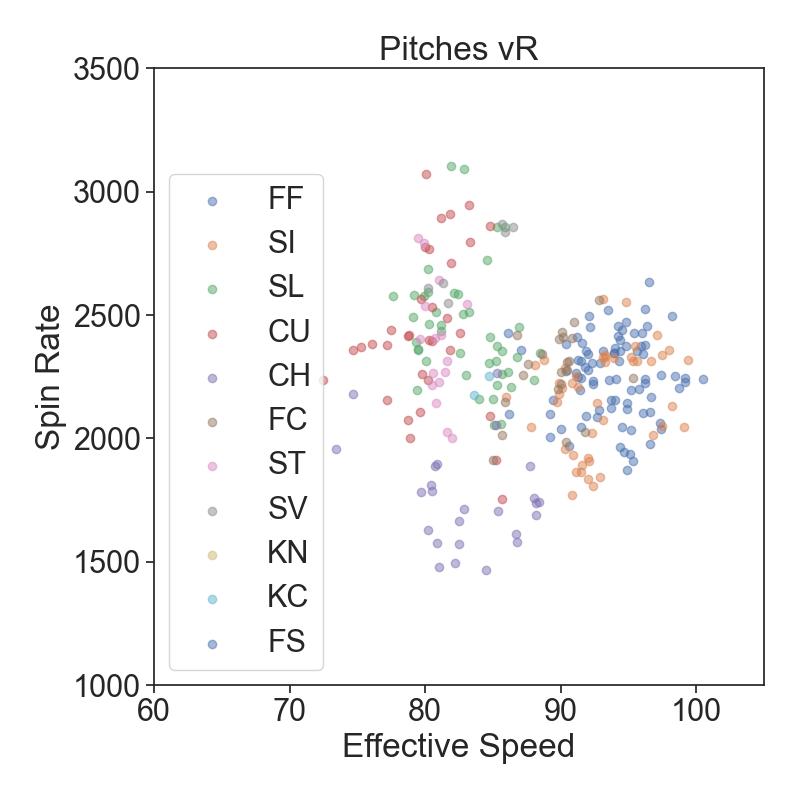 Pitches vR
3500
3000
2500
2000
1500
1000
Spin Rate
FF
SI
SL
CU
CH
FC
ST
SV
KN
KC
FS
60 70 80 90 100
Effective Speed